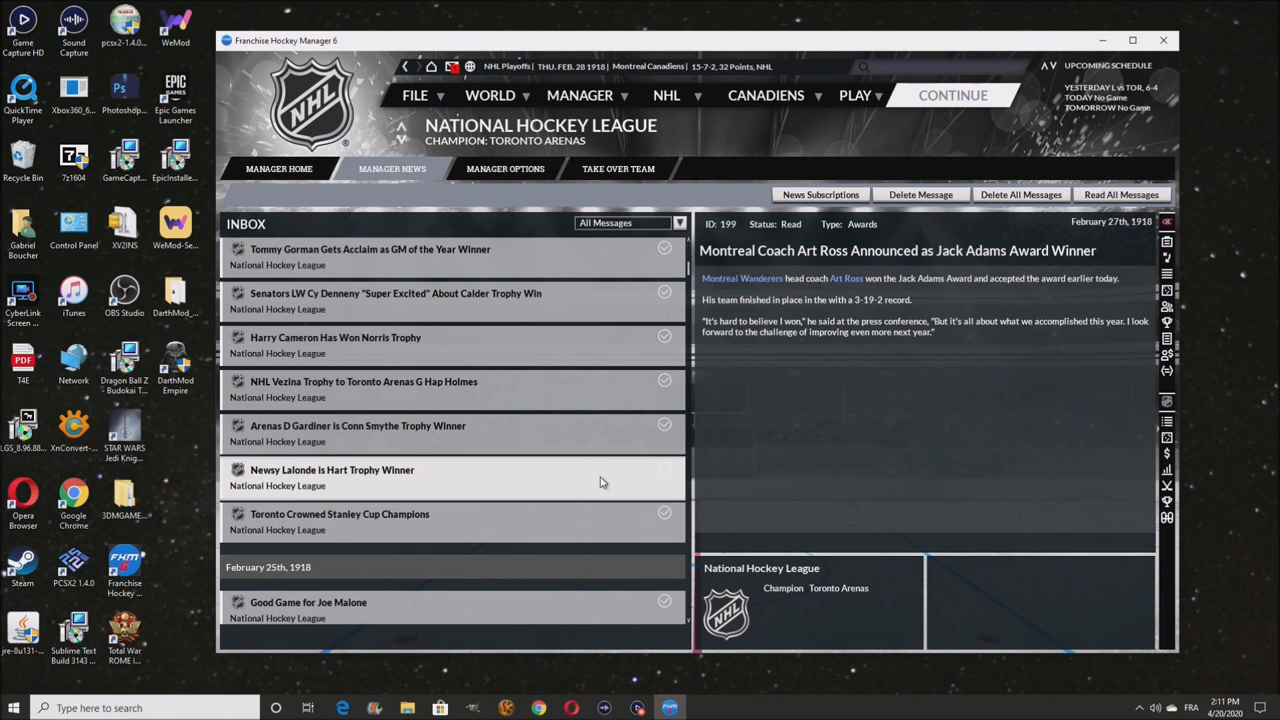 Game Capture HD
Sound Capture
pcsx2-1.4.0...
WeMod
QuickTime Player
Xbox360_6...
Photoshdp...
Epic Games Launcher
Recycle Bin
7z1604
GameCapt...
EpicInstalle...
Gabriel Boucher
Control Panel
XV2INS
WeMod-Se...
CyberLink Screen ...
iTunes
OBS Studio
DarthMod_...
T4E
Network
Dragon Ball Z - Budokai T...
DarthMod Empire
LGS_8.96.88...
XnConvert-...
STAR WARS Jedi Knig...
Opera Browser
Google Chrome
3DMGAME...
Steam
PCSX2 1.4.0
Franchise Hockey ...
jre-8u131-...
Sublime Text Build 3143 ...
Total War ROME I...
Franchise Hockey Manager 6
NHL Playoffs | THU. FEB. 28 1918 | Montreal Canadiens | 15-7-2, 32 Points, NHL
UPCOMING SCHEDULE
YESTERDAY L vs TOR, 6-4
TODAY No Game
TOMORROW No Game
FILE WORLD MANAGER NHL CANADIENS PLAY CONTINUE
NHL
NATIONAL HOCKEY LEAGUE
CHAMPION: TORONTO ARENAS
MANAGER HOME MANAGER NEWS MANAGER OPTIONS TAKE OVER TEAM
News Subscriptions Delete Message Delete All Messages Read All Messages
INBOX
All Messages
Tommy Gorman Gets Acclaim as GM of the Year Winner
National Hockey League
Senators LW Cy Denneny "Super Excited" About Calder Trophy Win
National Hockey League
Harry Cameron Has Won Norris Trophy
National Hockey League
NHL Vezina Trophy to Toronto Arenas G Hap Holmes
National Hockey League
Arenas D Gardiner is Conn Smythe Trophy Winner
National Hockey League
Newsy Lalonde is Hart Trophy Winner
National Hockey League
Toronto Crowned Stanley Cup Champions
National Hockey League
February 25th, 1918
Good Game for Joe Malone
National Hockey League
ID: 199 Status: Read Type: Awards
February 27th, 1918
Montreal Coach Art Ross Announced as Jack Adams Award Winner
Montreal Wanderers head coach Art Ross won the Jack Adams Award and accepted the award earlier today.
His team finished in place in the with a 3-19-2 record.
"It's hard to believe I won," he said at the press conference, "But it's all about what we accomplished this year. I look
forward to the challenge of improving even more next year."
National Hockey League
Champion Toronto Arenas
NHL
Type here to search
FRA
2:11 PM
4/20/2020